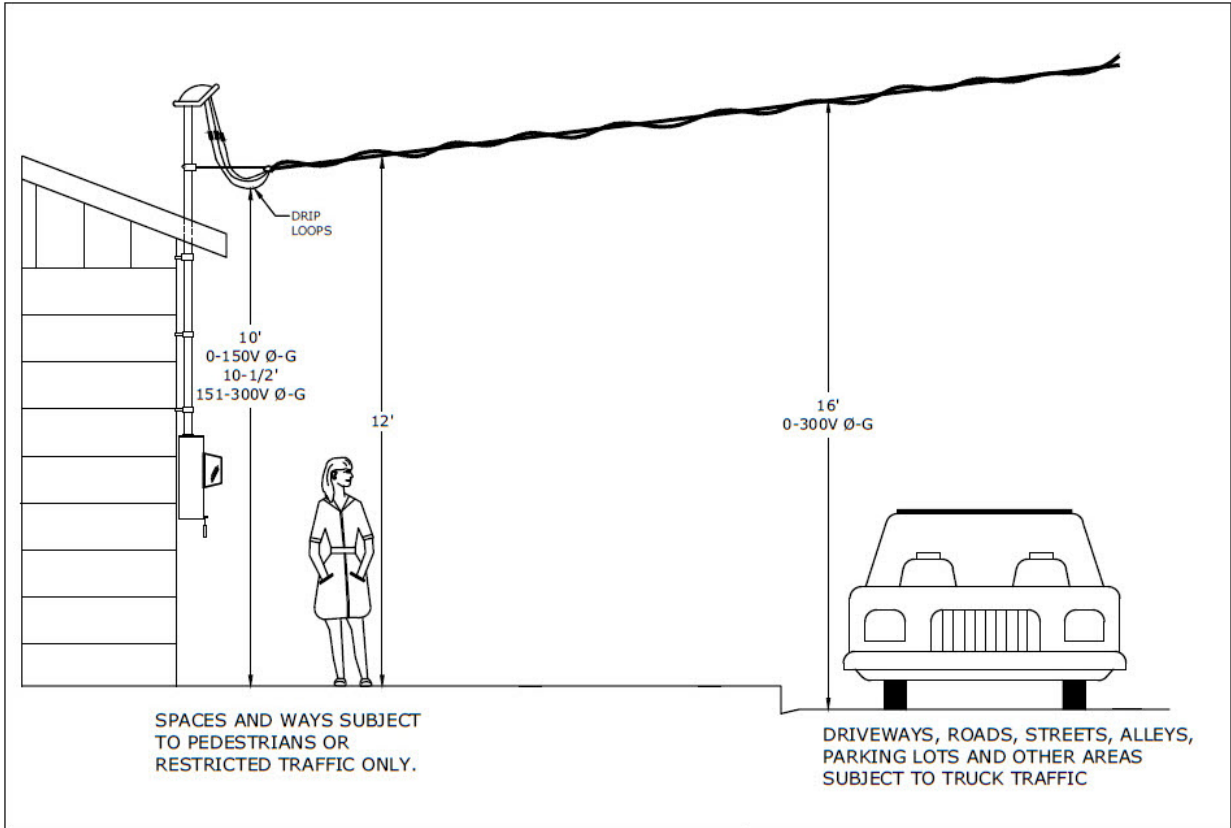 DRIP
LOOPS
10'
0-150V Ø-G
10-1/2'
151-300V Ø-G
12'
16'
0-300V Ø-G
SPACES AND WAYS SUBJECT
TO PEDESTRIANS OR
RESTRICTED TRAFFIC ONLY.
DRIVEWAYS, ROADS, STREETS, ALLEYS,
PARKING LOTS AND OTHER AREAS
SUBJECT TO TRUCK TRAFFIC